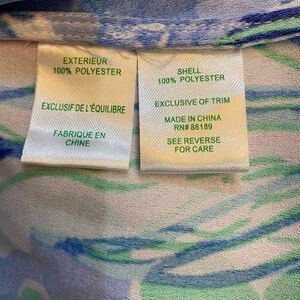 EXTERIEUR
100% POLYESTER
EXCLUSIF DE L'ÉQUILIBRE
FABRIQUE EN
CHINE
SHELL:
100% POLYESTER
EXCLUSIVE OF TRIM
MADE IN CHINA
RN# 88189
SEE REVERSE
FOR CARE